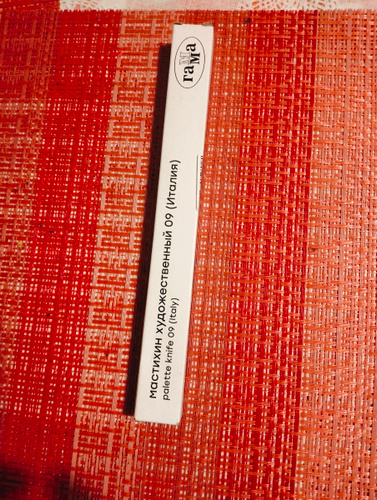 гамма
мастихин художественный 09 (Италия)
palette knife 09 (Italy)